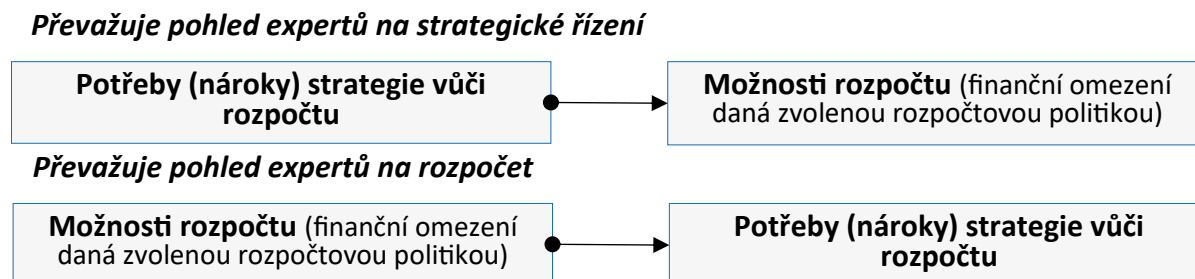 Převažuje pohled expertů na strategické řízení
Potřeby (nároky) strategie vůči
rozpočtu
Možnosti rozpočtu (finanční omezení
daná zvolenou rozpočtovou politikou)
Převažuje pohled expertů na rozpočet
Možnosti rozpočtu (finanční omezení
daná zvolenou rozpočtovou politikou)
Potřeby (nároky) strategie vůči
rozpočtu